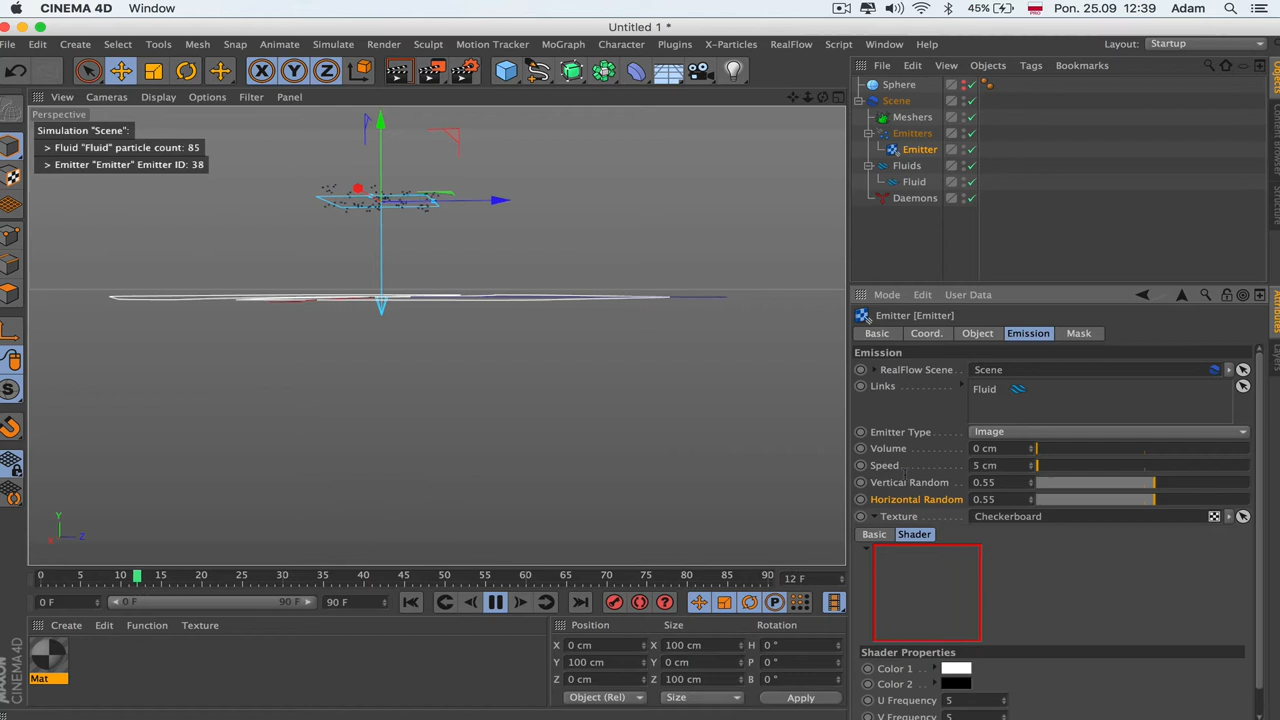 CINEMA 4D Window 45% Pon. 25.09 12:39 Adam
Untitled 1 *
File Edit Create Select Tools Mesh Snap Animate Simulate Render Sculpt Motion Tracker MoGraph Character Plugins X-Particles RealFlow Script Window Help Layout: Startup
X Y Z
File Edit View Objects Tags Bookmarks
Sphere
Scene
Meshers
Emitters
Emitter
Fluids
Fluid
Daemons
Objects
Structure
View Cameras Display Options Filter Panel
Perspective
Simulation "Scene":
> Fluid "Fluid" particle count: 85
> Emitter "Emitter" Emitter ID: 38
Y
Z
Mode Edit User Data
Emitter [Emitter]
Basic Coord. Object Emission Mask
Emission
RealFlow Scene Scene
Links Fluid
Emitter Type Image
Volume 0 cm
Speed 5 cm
Vertical Random 0.55
Horizontal Random 0.55
Texture Checkerboard
Basic Shader
Shader Properties
Color 1
Color 2
U Frequency 5
V Frequency 5
Attributes
Layers
0 5 10 15 20 25 30 35 40 45 50 55 60 65 70 75 80 85 90 12 F
0 F 0 F 90 F 90 F
Create Edit Function Texture
Mat
Position Size Rotation
X 0 cm X 100 cm H 0 °
Y 100 cm Y 0 cm P 0 °
Z 0 cm Z 100 cm B 0 °
Object (Rel) Size Apply
MAXON
CINEMA 4D